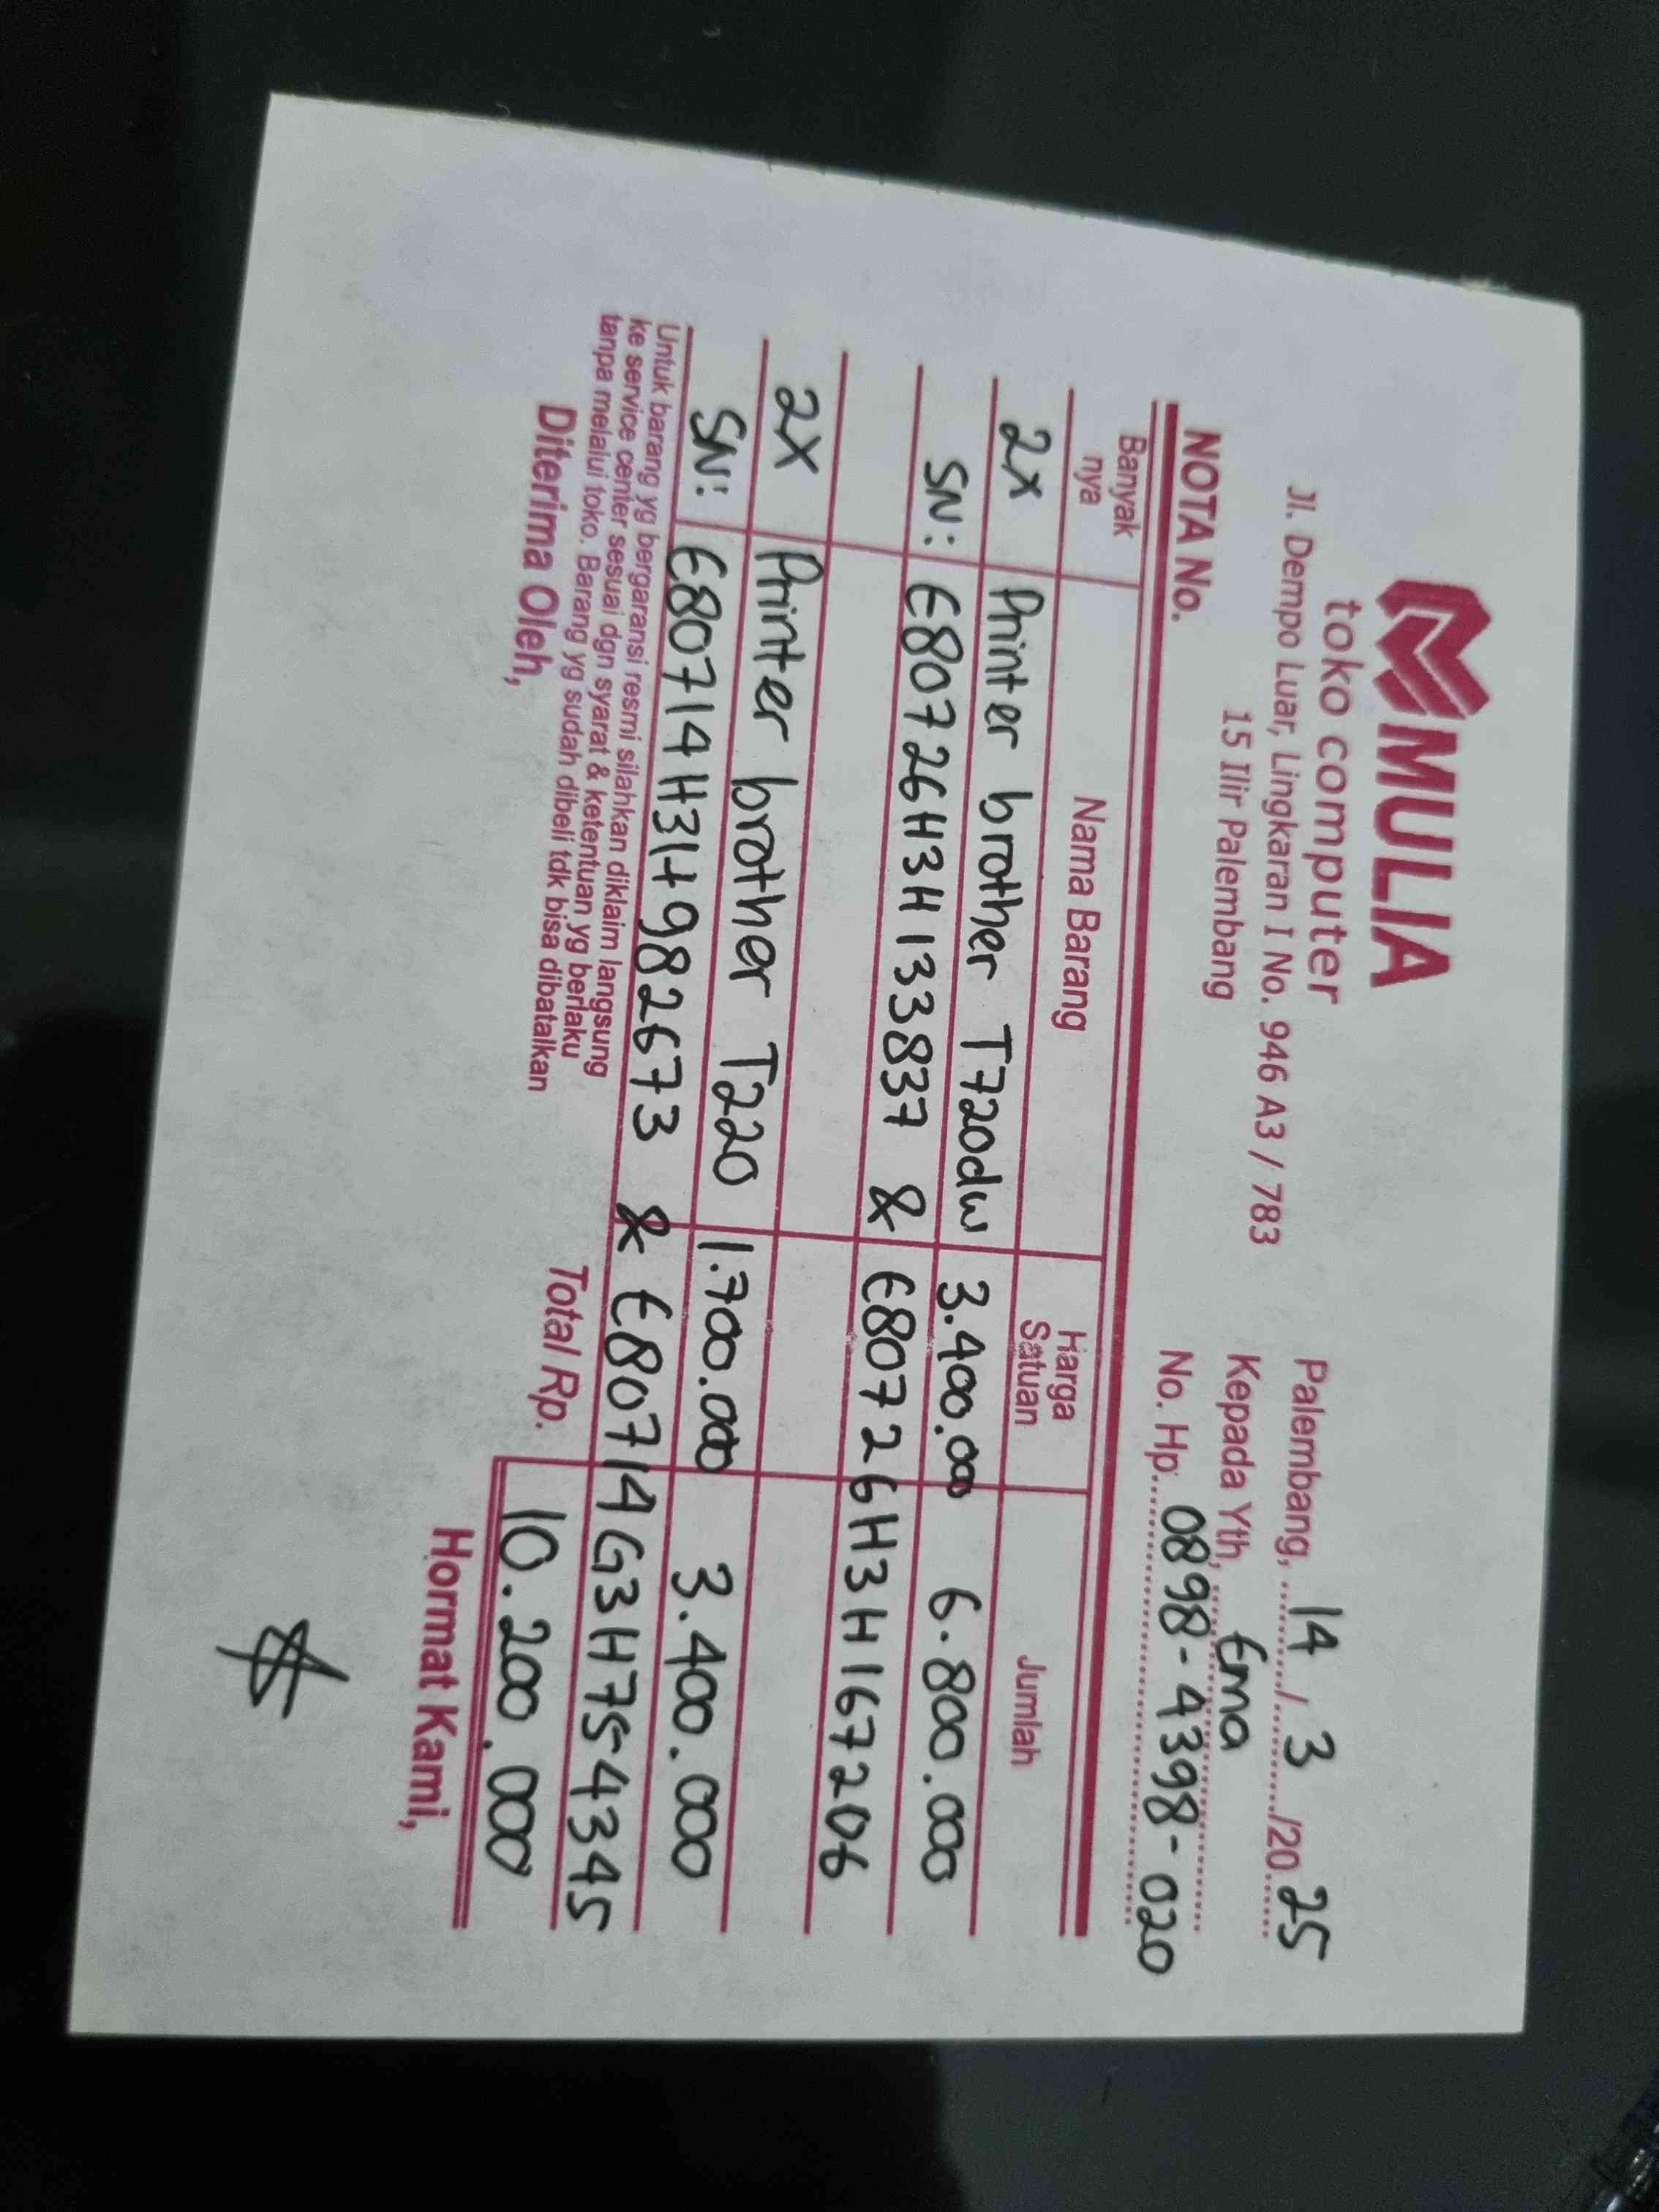 MULIA
toko computer
Jl. Dempo Luar, Lingkaran I No. 946 A3 / 783
15 Ilir Palembang
Palembang, 14 / 3 /20 25
Kepada Yth, Ema
No. Hp. 0898-4398-020
NOTA No.
Banyak nya Nama Barang Harga Satuan Jumlah
2x Printer brother T720dw 3.400.000 6.800.000
SN: E80726H3H133837 & E80726H3H167206
2x Printer brother T220 1.700.000 3.400.000
SN: E80714H3H982673 & E80714G3H754345
Untuk barang yg bergaransi resmi silahkan diklaim langsung
ke service center sesuai dgn syarat & ketentuan yg berlaku
tanpa melalui toko. Barang yg sudah dibeli tdk bisa dibatalkan
Total Rp. 10.200.000
Diterima Oleh,
Hormat Kami,